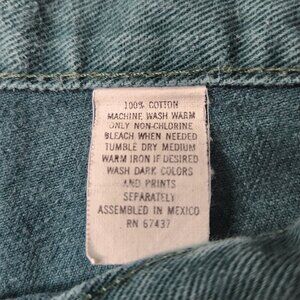 100% COTTON
MACHINE WASH WARM
ONLY NON-CHLORINE
BLEACH WHEN NEEDED
TUMBLE DRY MEDIUM
WARM IRON IF DESIRED
WASH DARK COLORS
AND PRINTS
SEPARATELY
ASSEMBLED IN MEXICO
RN 67437